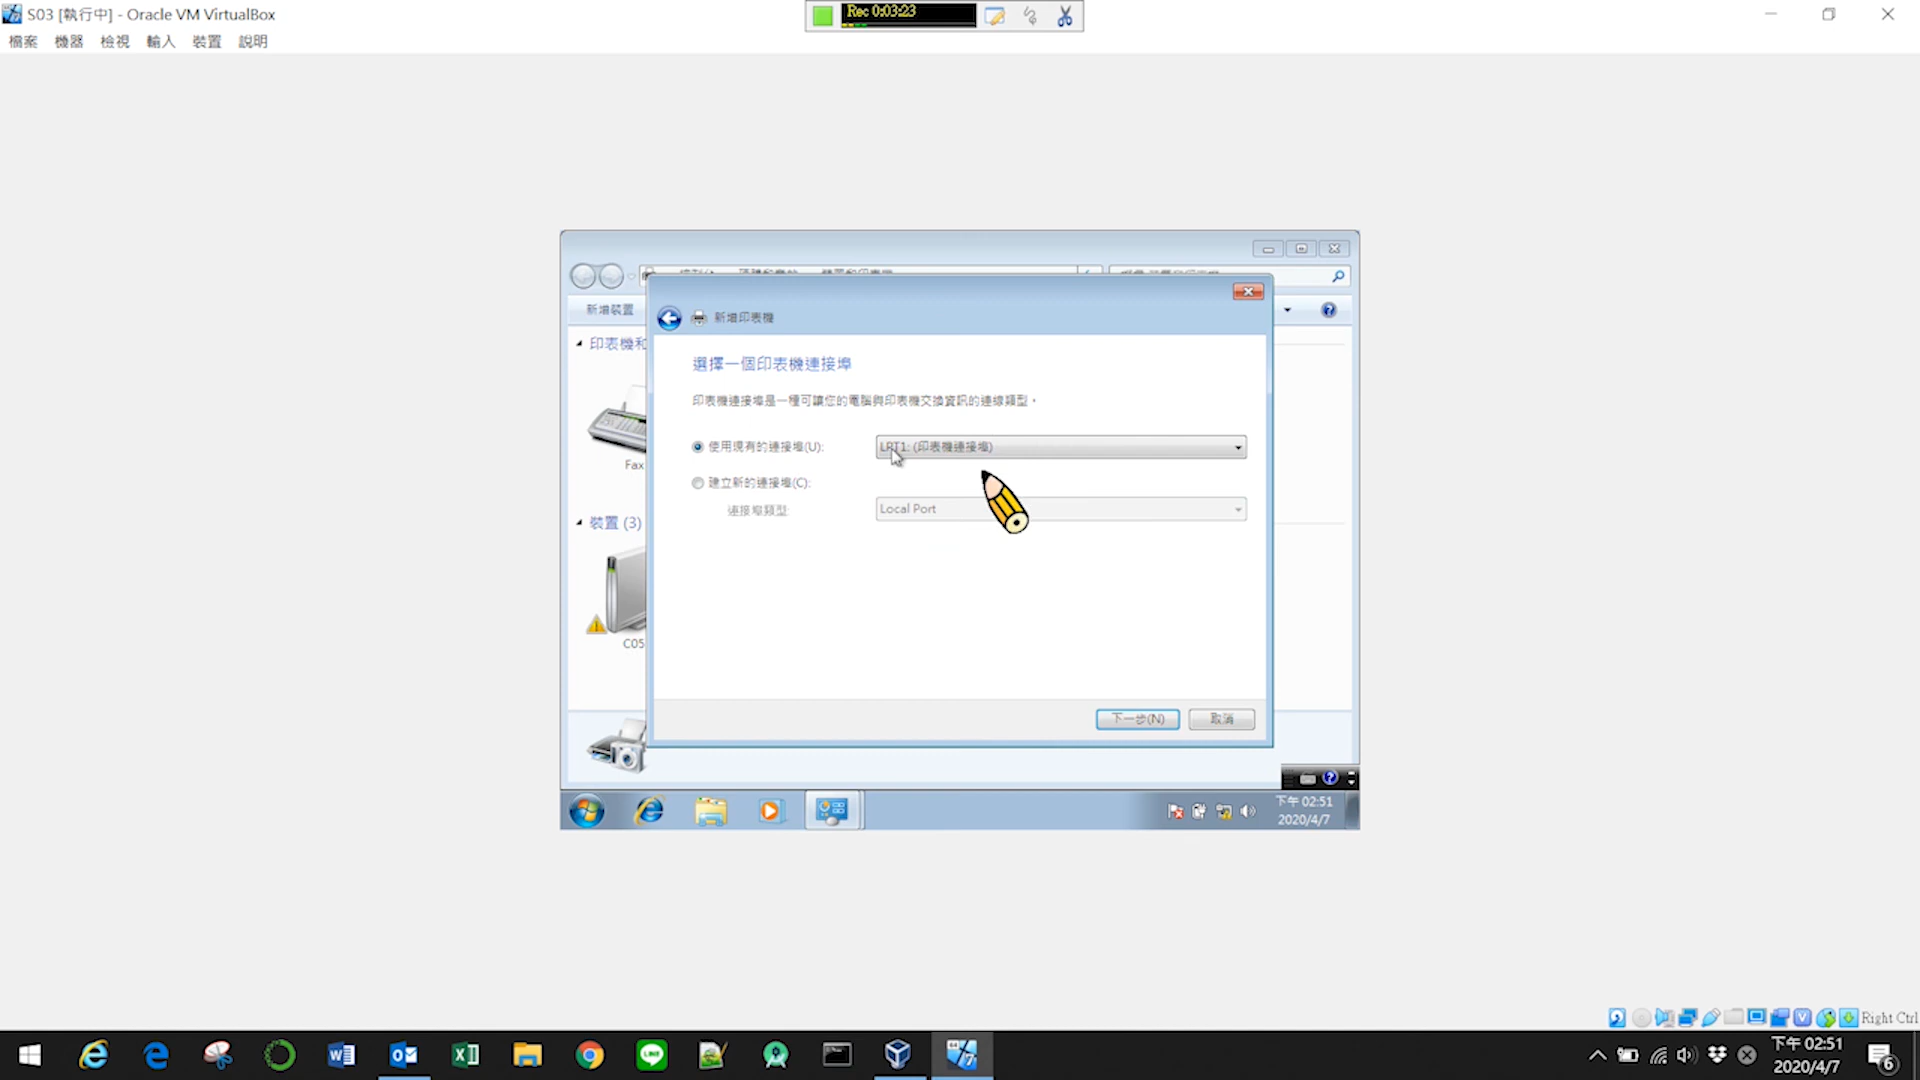 S03 [執行中] - Oracle VM VirtualBox
Rec 0:03:23
檔案 機器 檢視 輸入 裝置 說明
新增裝置
新增印表機
印表機和
選擇一個印表機連接埠
印表機連接埠是一種可讓您的電腦與印表機交換資訊的連線類型。
使用現有的連接埠(U): LPT1: (印表機連接埠)
建立新的連接埠(C):
連接埠類型: Local Port
Fax
裝置 (3)
C05
下一步(N) 取消
下午 02:51
2020/4/7
Right Ctrl
下午 02:51
2020/4/7
6